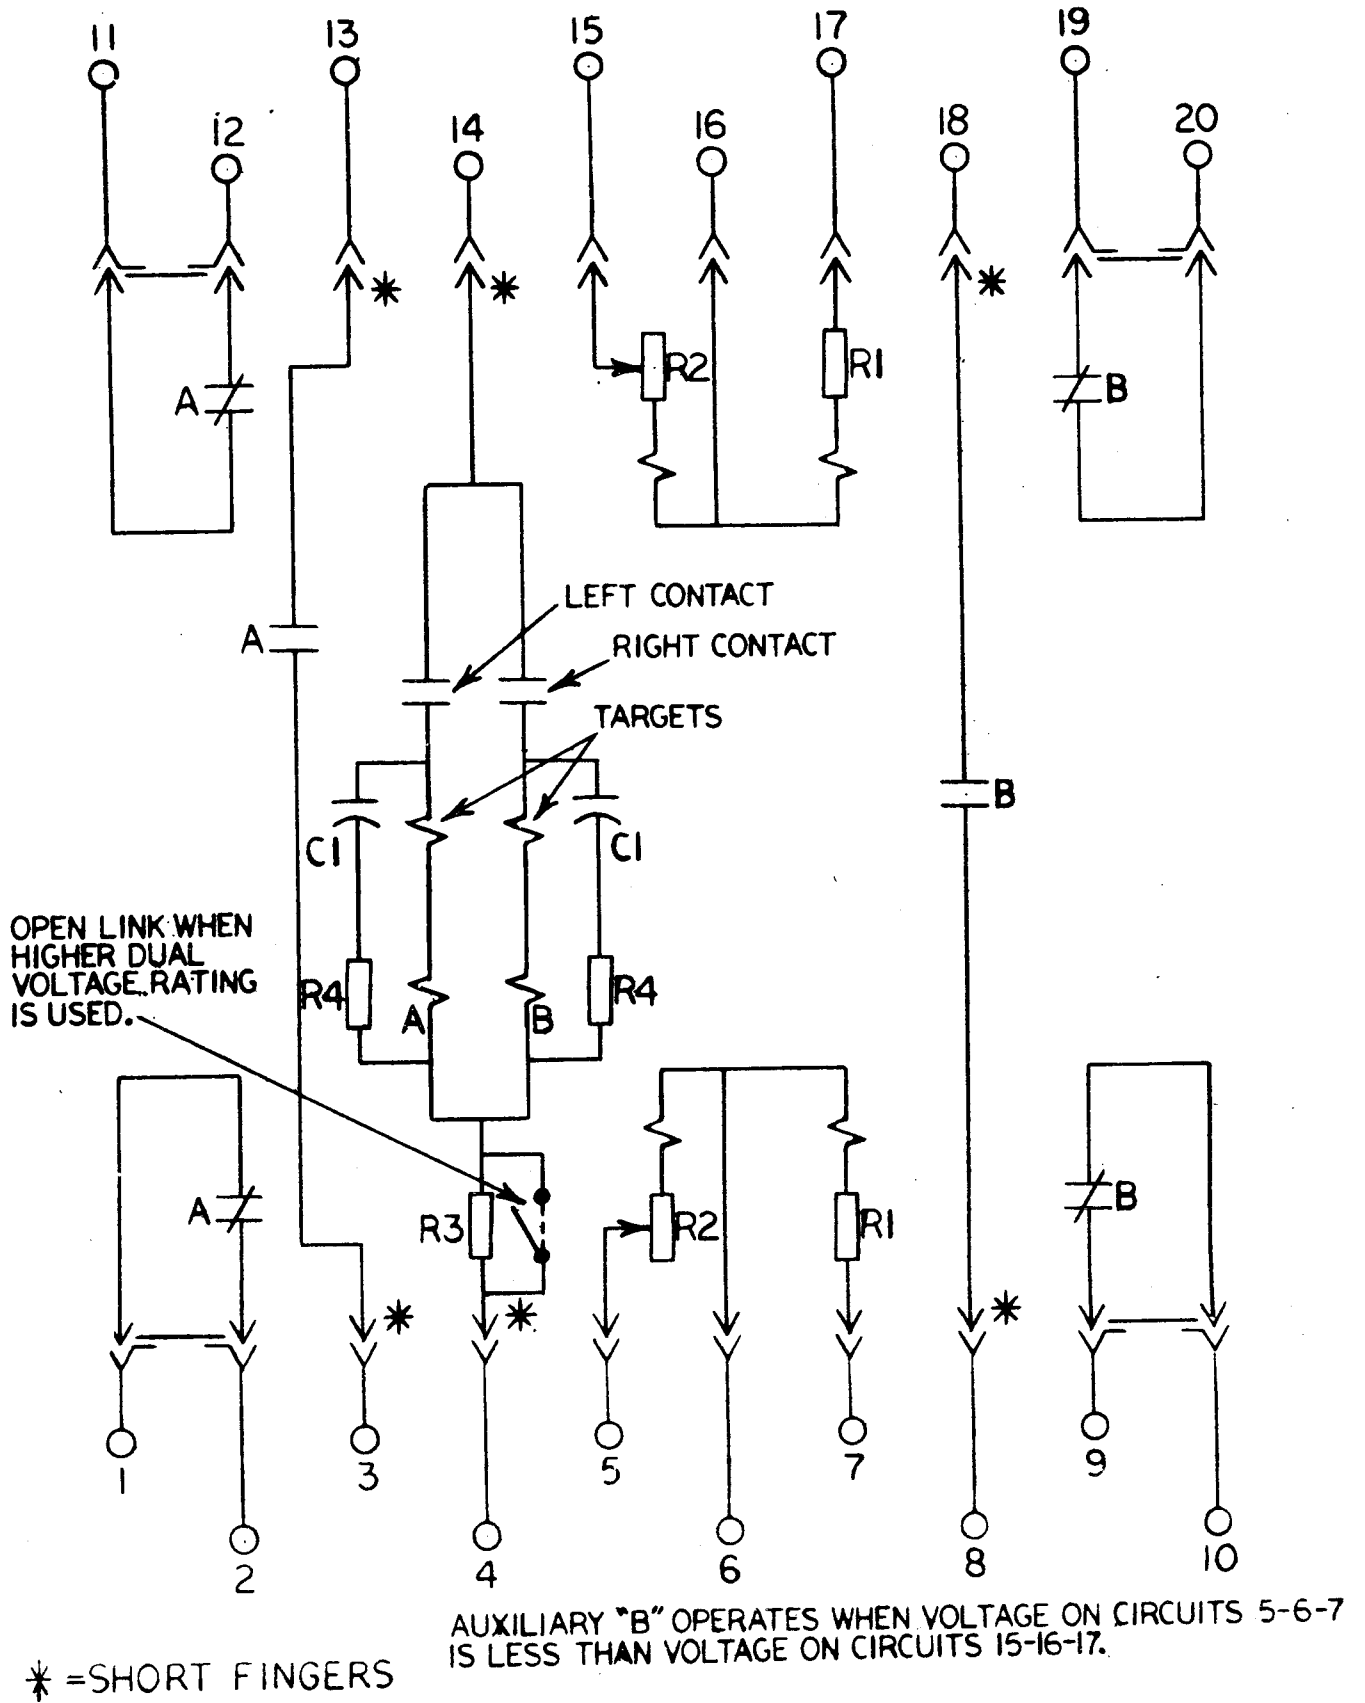 11
13
15
17
19
12
14
16
18
20
*
*
*
R2
R1
A
B
LEFT CONTACT
A
RIGHT CONTACT
TARGETS
B
C1
C1
OPEN LINK WHEN
HIGHER DUAL
VOLTAGE RATING
IS USED.
R4
R4
A
B
A
B
R3
R2
R1
*
*
*
1
3
5
7
9
2
4
6
8
10
AUXILIARY "B" OPERATES WHEN VOLTAGE ON CIRCUITS 5-6-7
IS LESS THAN VOLTAGE ON CIRCUITS 15-16-17.
* =SHORT FINGERS